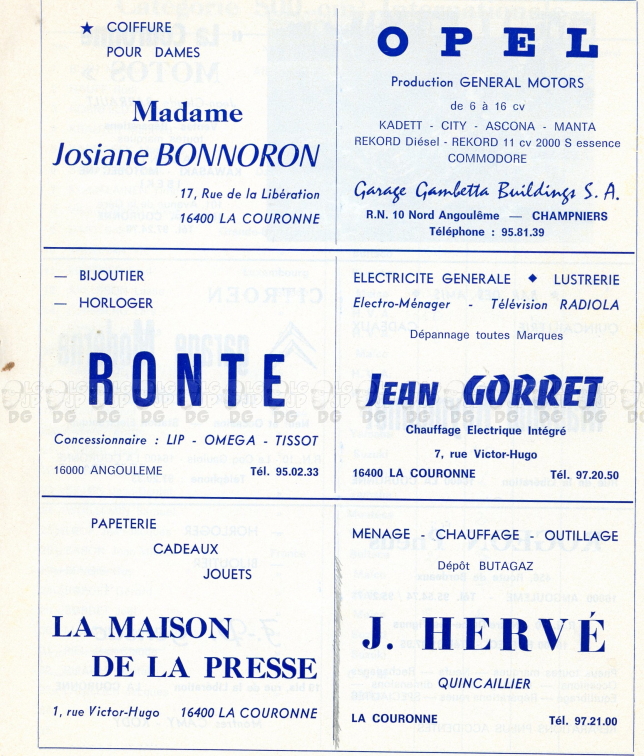 ★ COIFFURE
POUR DAMES
Madame
Josiane BONNORON
17, Rue de la Libération
16400 LA COURONNE
OPEL
Production GENERAL MOTORS
de 6 à 16 cv
KADETT - CITY - ASCONA - MANTA
REKORD Diésel - REKORD 11 cv 2000 S essence
COMMODORE
Garage Gambetta Buildings S. A.
R.N. 10 Nord Angoulême — CHAMPNIERS
Téléphone : 95.81.39
— BIJOUTIER
— HORLOGER
RONTE
Concessionnaire : LIP - OMEGA - TISSOT
16000 ANGOULEME Tél. 95.02.33
ELECTRICITE GENERALE ◆ LUSTRERIE
Electro-Ménager - Télévision RADIOLA
Dépannage toutes Marques
JEAN GORRET
Chauffage Electrique Intégré
7, rue Victor-Hugo
16400 LA COURONNE Tél. 97.20.50
PAPETERIE
CADEAUX
JOUETS
LA MAISON
DE LA PRESSE
1, rue Victor-Hugo 16400 LA COURONNE
MENAGE - CHAUFFAGE - OUTILLAGE
Dépôt BUTAGAZ
J. HERVÉ
QUINCAILLIER
LA COURONNE Tél. 97.21.00